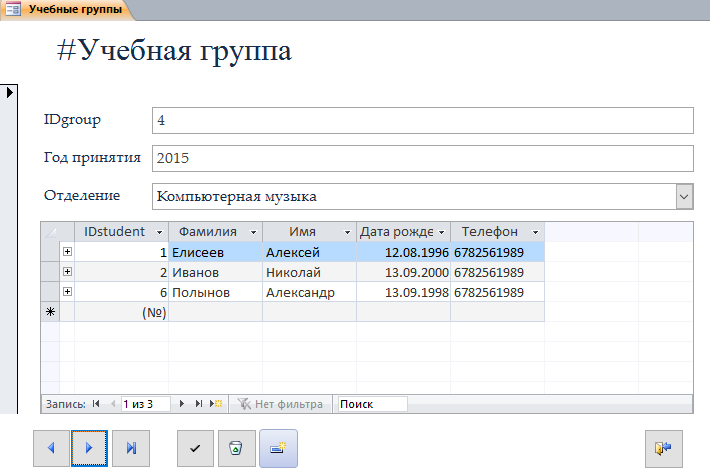 Учебные группы
#Учебная группа
IDgroup 4
Год принятия 2015
Отделение Компьютерная музыка
IDstudent Фамилия Имя Дата рожде Телефон
1 Елисеев Алексей 12.08.1996 6782561989
2 Иванов Николай 13.09.2000 6782561989
6 Полынов Александр 13.09.1998 6782561989
(№)
Запись: 1 из 3 Нет фильтра Поиск